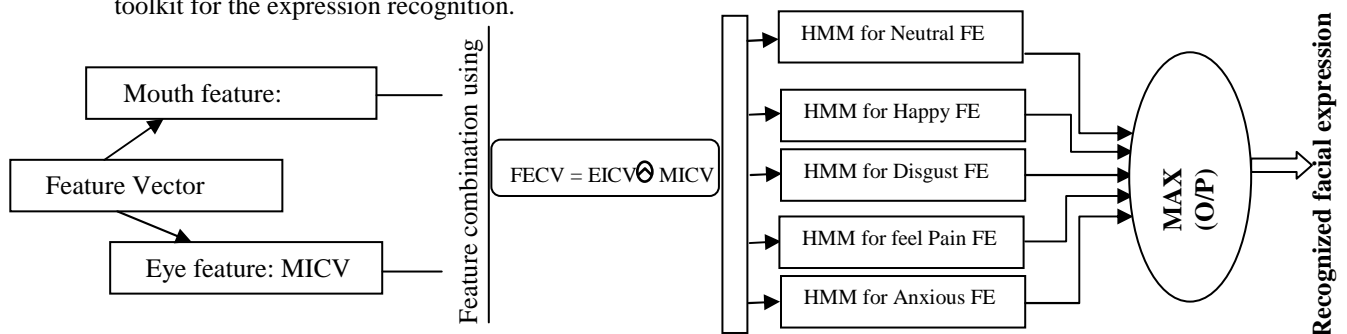 toolkit for the expression recognition.
Mouth feature:
Feature Vector
Eye feature: MICV
Feature combination using
FECV = EICV MICV
HMM for Neutral FE
HMM for Happy FE
HMM for Disgust FE
HMM for feel Pain FE
HMM for Anxious FE
MAX
(O/P)
Recognized facial expression